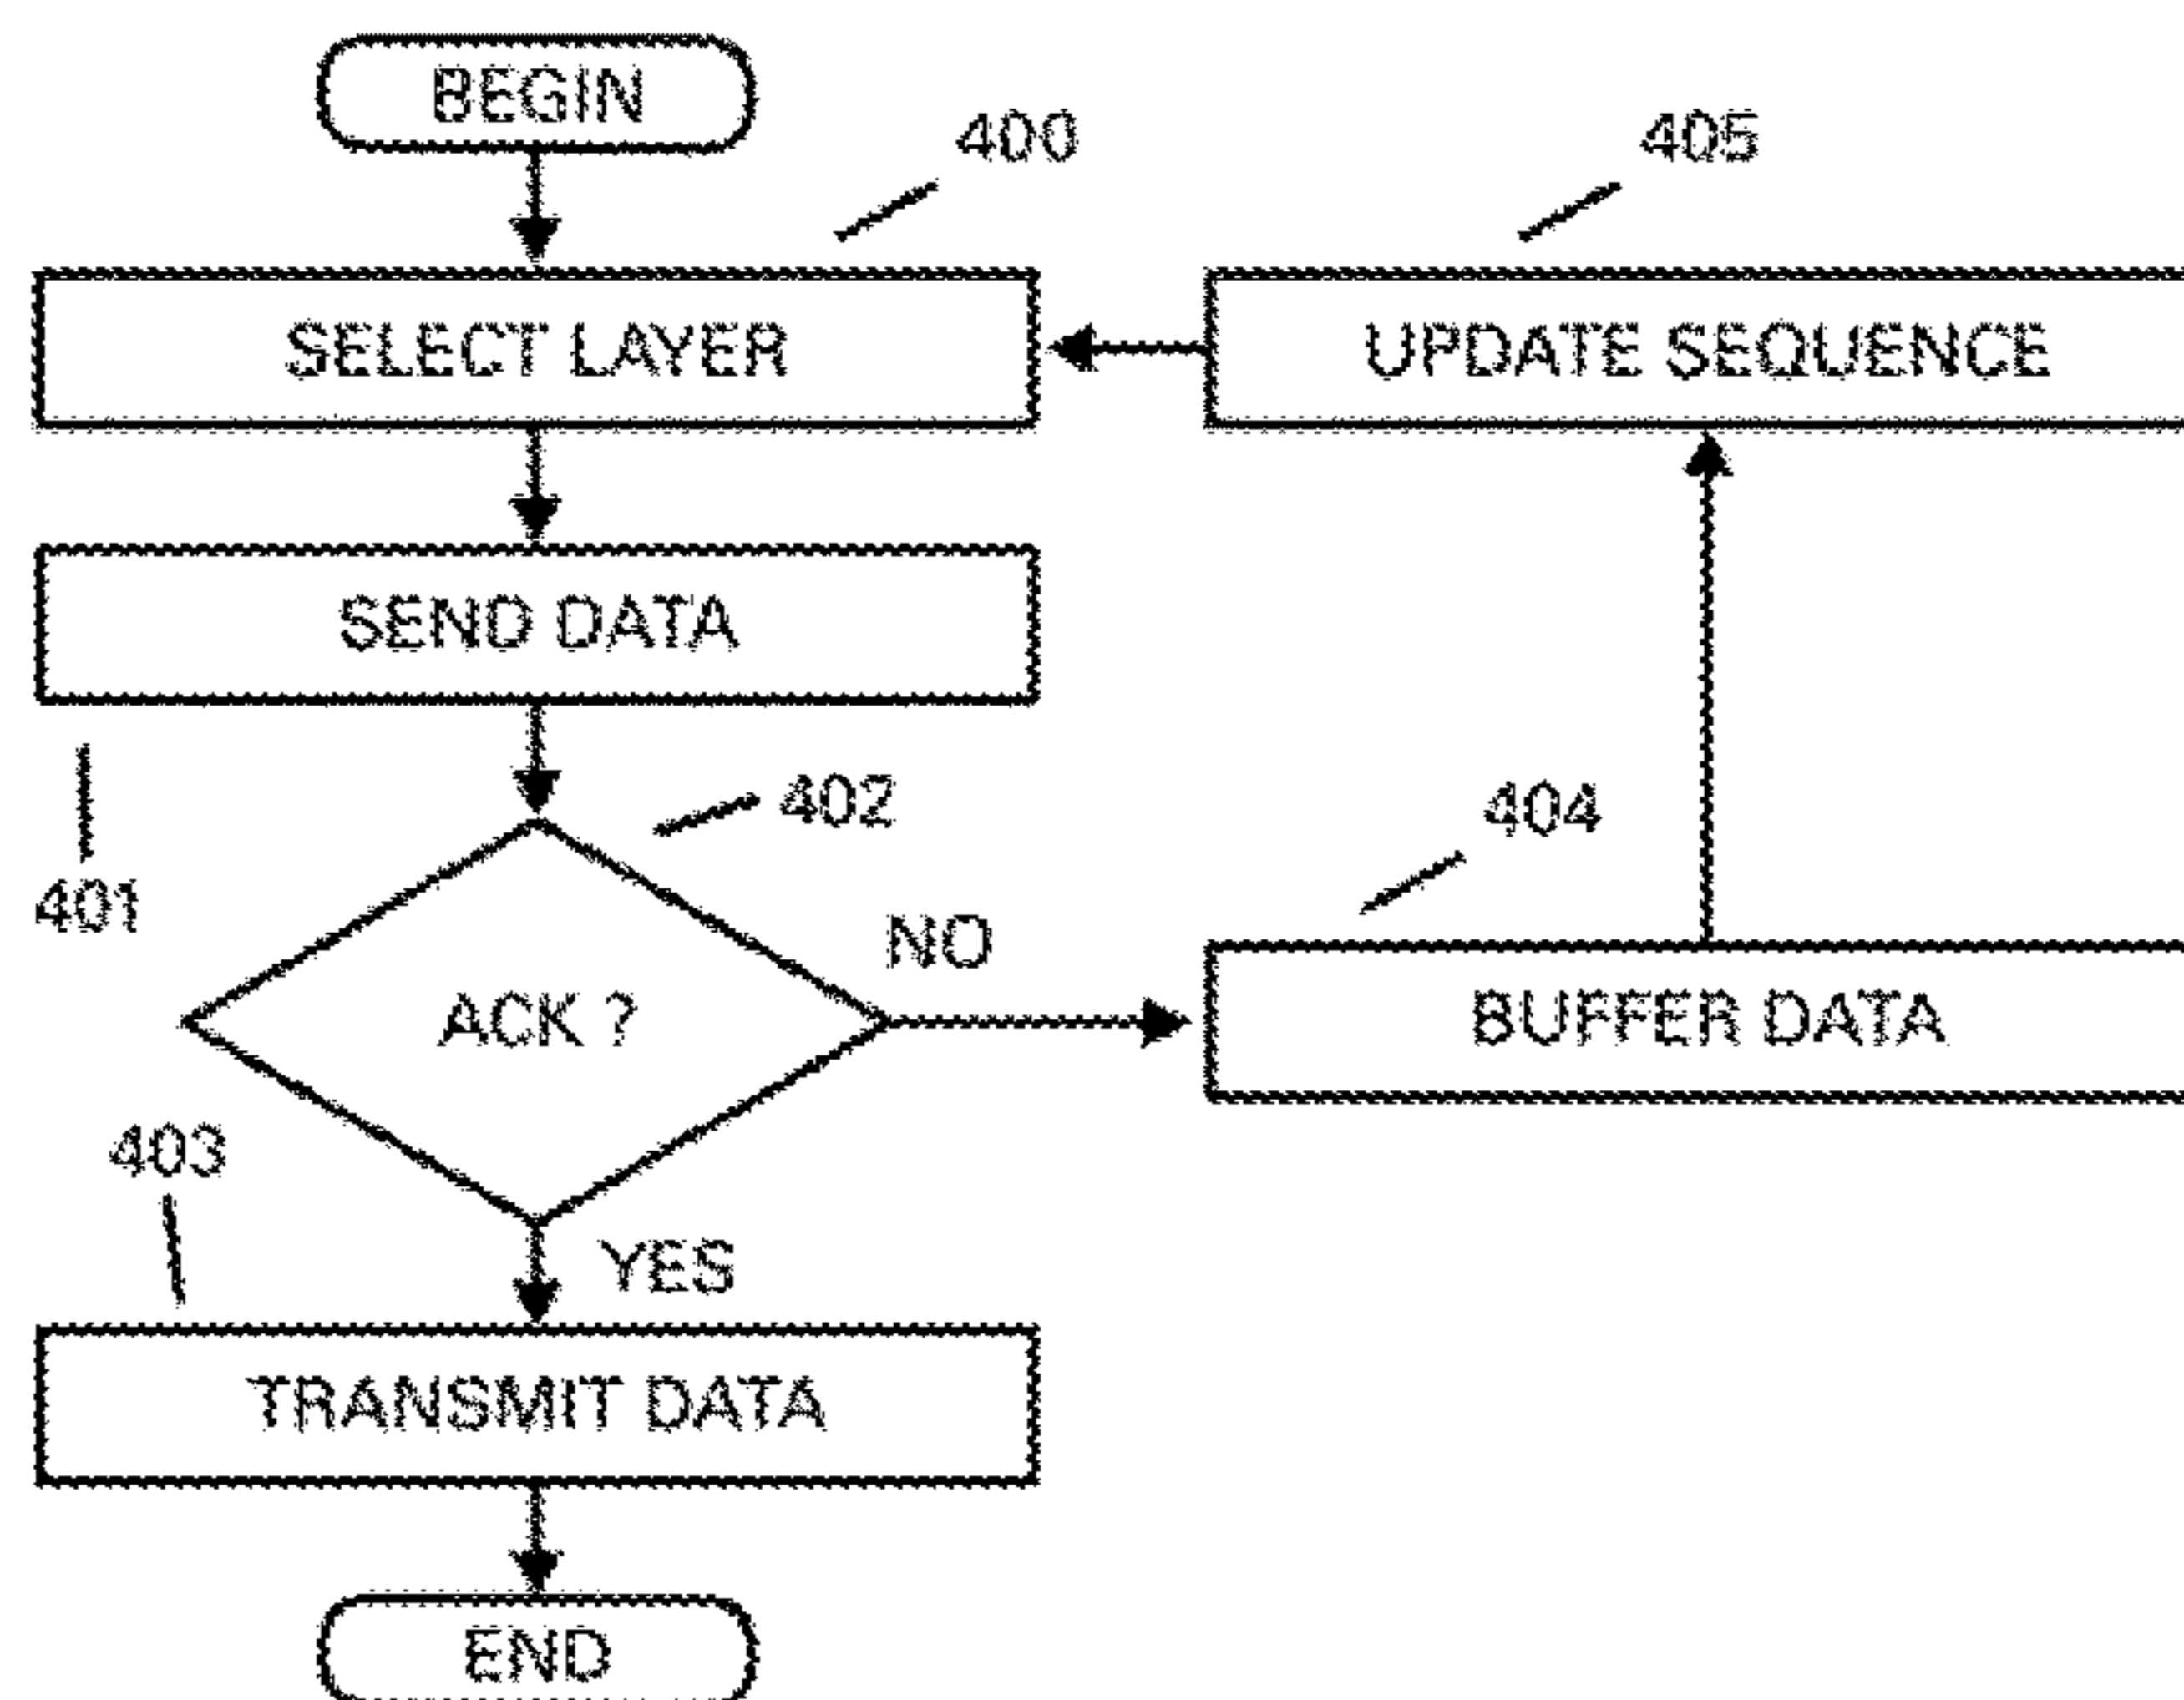 BEGIN
400
405
SELECT LAYER
UPDATE SEQUENCE
SEND DATA
402
404
401
NO
ACK ?
BUFFER DATA
403
YES
TRANSMIT DATA
END